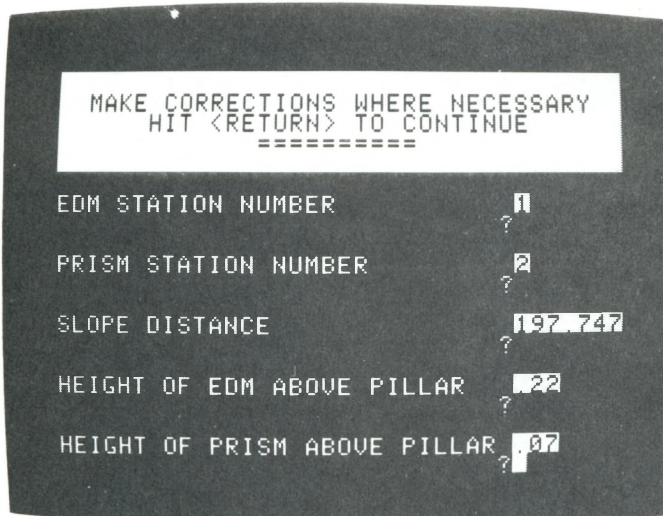 MAKE CORRECTIONS WHERE NECESSARY
HIT <RETURN> TO CONTINUE
==========
EDM STATION NUMBER 1
?
PRISM STATION NUMBER 2
?
SLOPE DISTANCE 197.747
?
HEIGHT OF EDM ABOVE PILLAR .22
?
HEIGHT OF PRISM ABOVE PILLAR .07
?